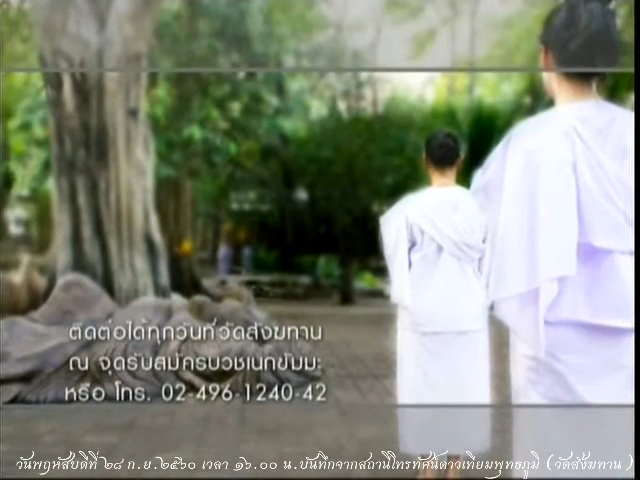 ติดต่อได้ทุกวันที่วัดสังฆทาน
ณ จุดรับสมัครบวชเนกขัมมะ
หรือ โทร. 02-496-1240-42
วันพฤหัสบดีที่ ๒๘ ก.ย.๒๕๖๐ เวลา ๑๖.๐๐ น.บันทึกจากสถานีโทรทัศน์ดาวเทียมพุทธภูมิ (วัดสังฆทาน)